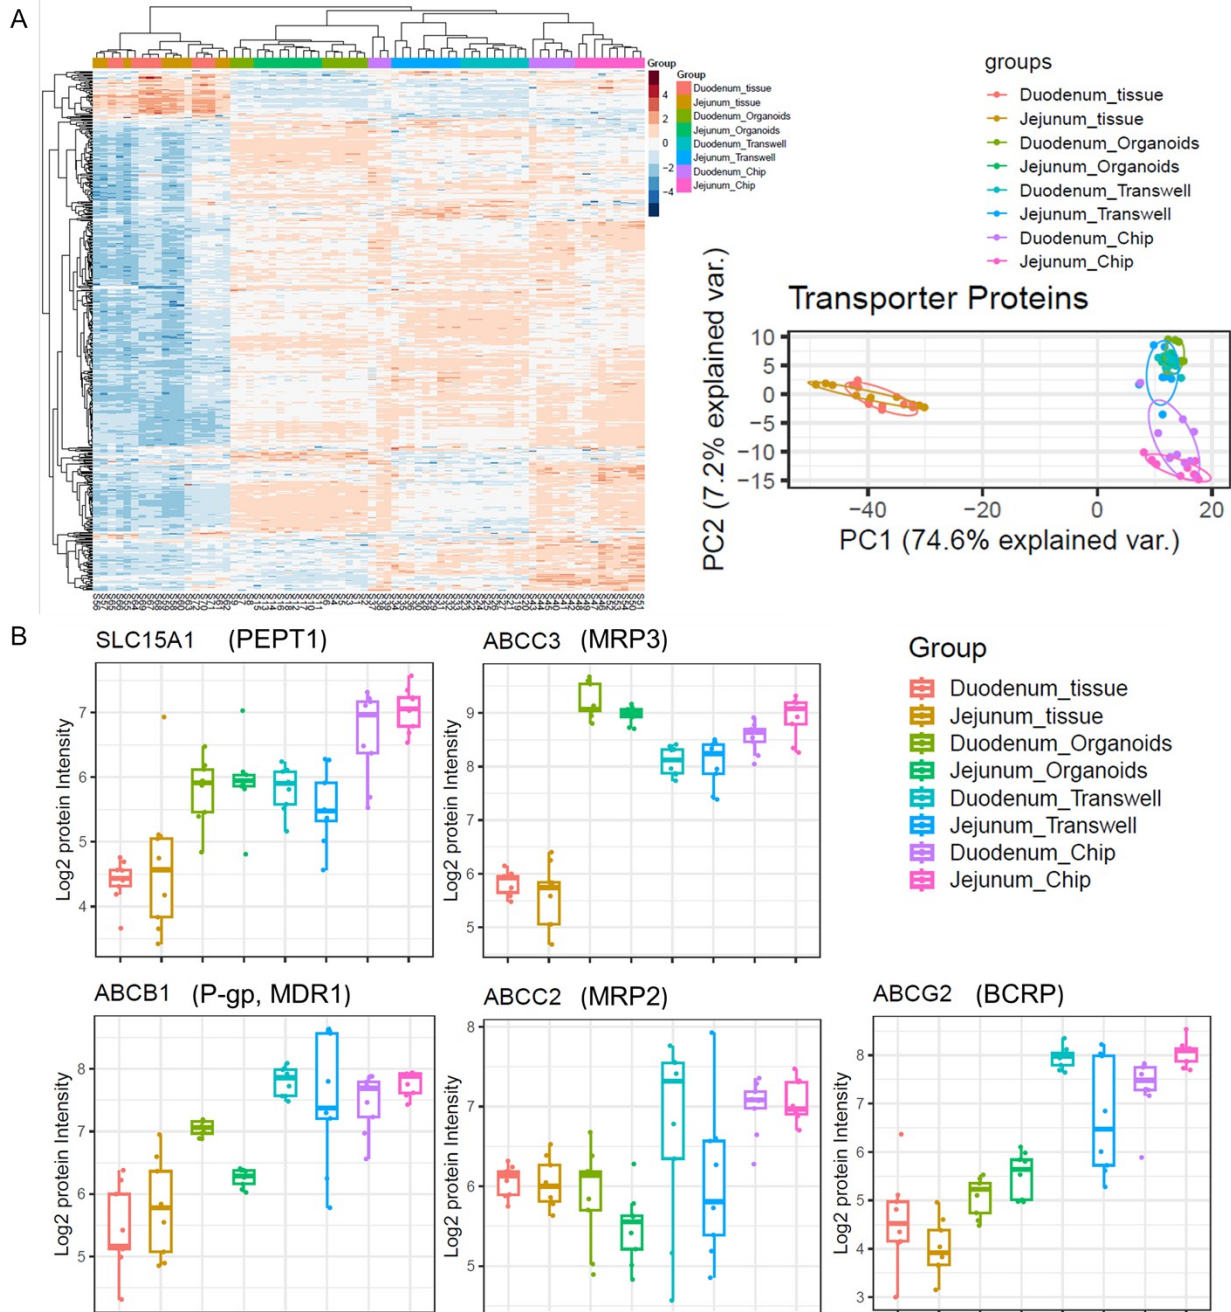 A
Group
4
2
0
−2
−4
Group
Duodenum_tissue
Jejunum_tissue
Duodenum_Organoids
Jejunum_Organoids
Duodenum_Transwell
Jejunum_Transwell
Duodenum_Chip
Jejunum_Chip
groups
Duodenum_tissue
Jejunum_tissue
Duodenum_Organoids
Jejunum_Organoids
Duodenum_Transwell
Jejunum_Transwell
Duodenum_Chip
Jejunum_Chip
Transporter Proteins
PC2 (7.2% explained var.)
10
5
0
−5
−10
−15
−40
−20
0
20
PC1 (74.6% explained var.)
B
SLC15A1 (PEPT1)
Log2 protein Intensity
7
6
5
4
ABCC3 (MRP3)
Log2 protein Intensity
9
8
7
6
5
Group
Duodenum_tissue
Jejunum_tissue
Duodenum_Organoids
Jejunum_Organoids
Duodenum_Transwell
Jejunum_Transwell
Duodenum_Chip
Jejunum_Chip
ABCB1 (P-gp, MDR1)
Log2 protein Intensity
8
7
6
5
ABCC2 (MRP2)
Log2 protein Intensity
8
7
6
5
ABCG2 (BCRP)
Log2 protein Intensity
8
7
6
5
4
3